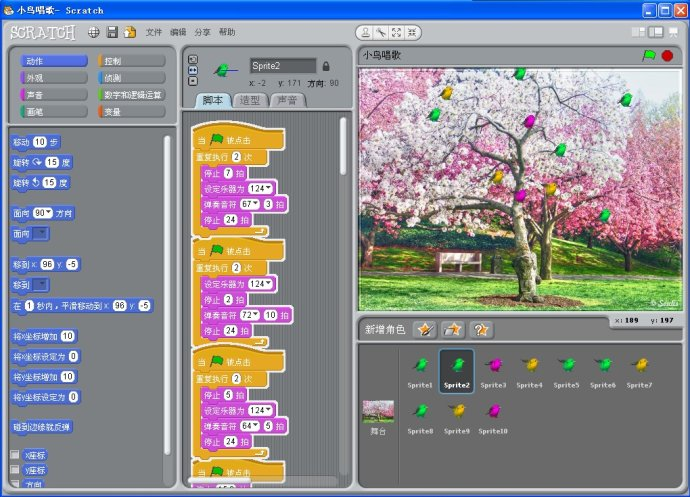 小鸟唱歌- Scratch
SCRATCH 文件 编辑 分享 帮助
动作 控制
外观 侦测
声音 数字和逻辑运算
画笔 变量
移动 10 步
旋转 15 度
旋转 15 度
面向 90 方向
面向
移到 x: 96 y: -5
移到
在 1 秒内，平滑移动到 x: 96 y: -5
将x坐标增加 10
将x坐标设定为 0
将y坐标增加 10
将y坐标设定为 0
碰到边缘就反弹
x座标
y座标
方向
Sprite2
x: -2 y: 171 方向: 90
脚本 造型 声音
当 被点击
重复执行 2 次
停止 7 拍
设定乐器为 124
弹奏音符 67 3 拍
停止 24 拍
当 被点击
重复执行 2 次
设定乐器为 124
停止 2 拍
弹奏音符 72 10 拍
停止 24 拍
当 被点击
重复执行 2 次
停止 5 拍
设定乐器为 124
弹奏音符 64 5 拍
停止 24 拍
当 被点击
小鸟唱歌
x: 189 y: 197
新增角色
Sprite1 Sprite2 Sprite3 Sprite4 Sprite5 Sprite6 Sprite7
舞台
Sprite8 Sprite9 Sprite10